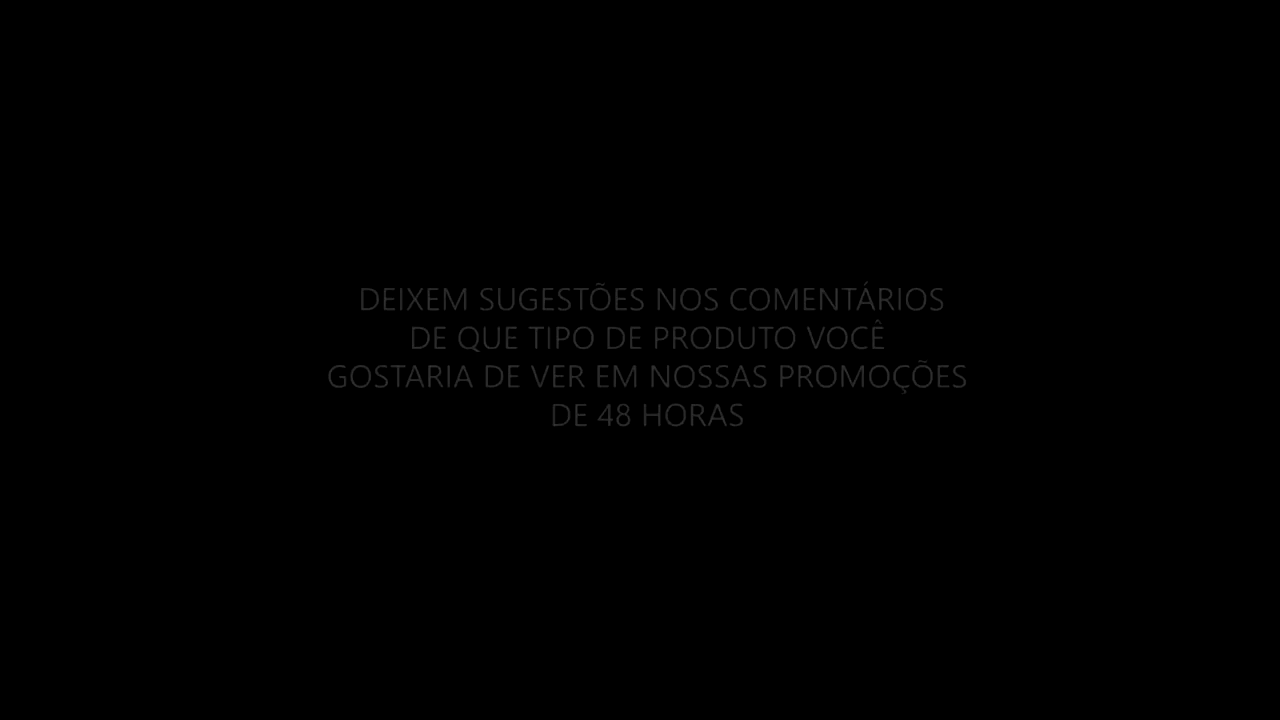 DEIXEM SUGESTÕES NOS COMENTÁRIOS
DE QUE TIPO DE PRODUTO VOCÊ
GOSTARIA DE VER EM NOSSAS PROMOÇÕES
DE 48 HORAS